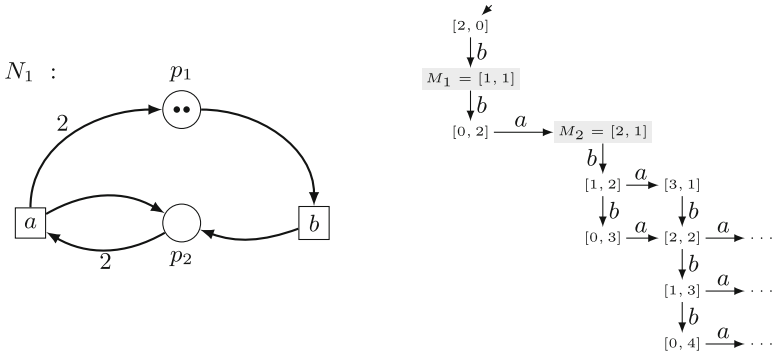 N₁ :
p₁
2
a
b
2
p₂
[2, 0]
b
M₁ = [1, 1]
b
[0, 2] a M₂ = [2, 1]
b
[1, 2] a [3, 1]
b b
[0, 3] a [2, 2] a ...
b
[1, 3] a ...
b
[0, 4] a ...